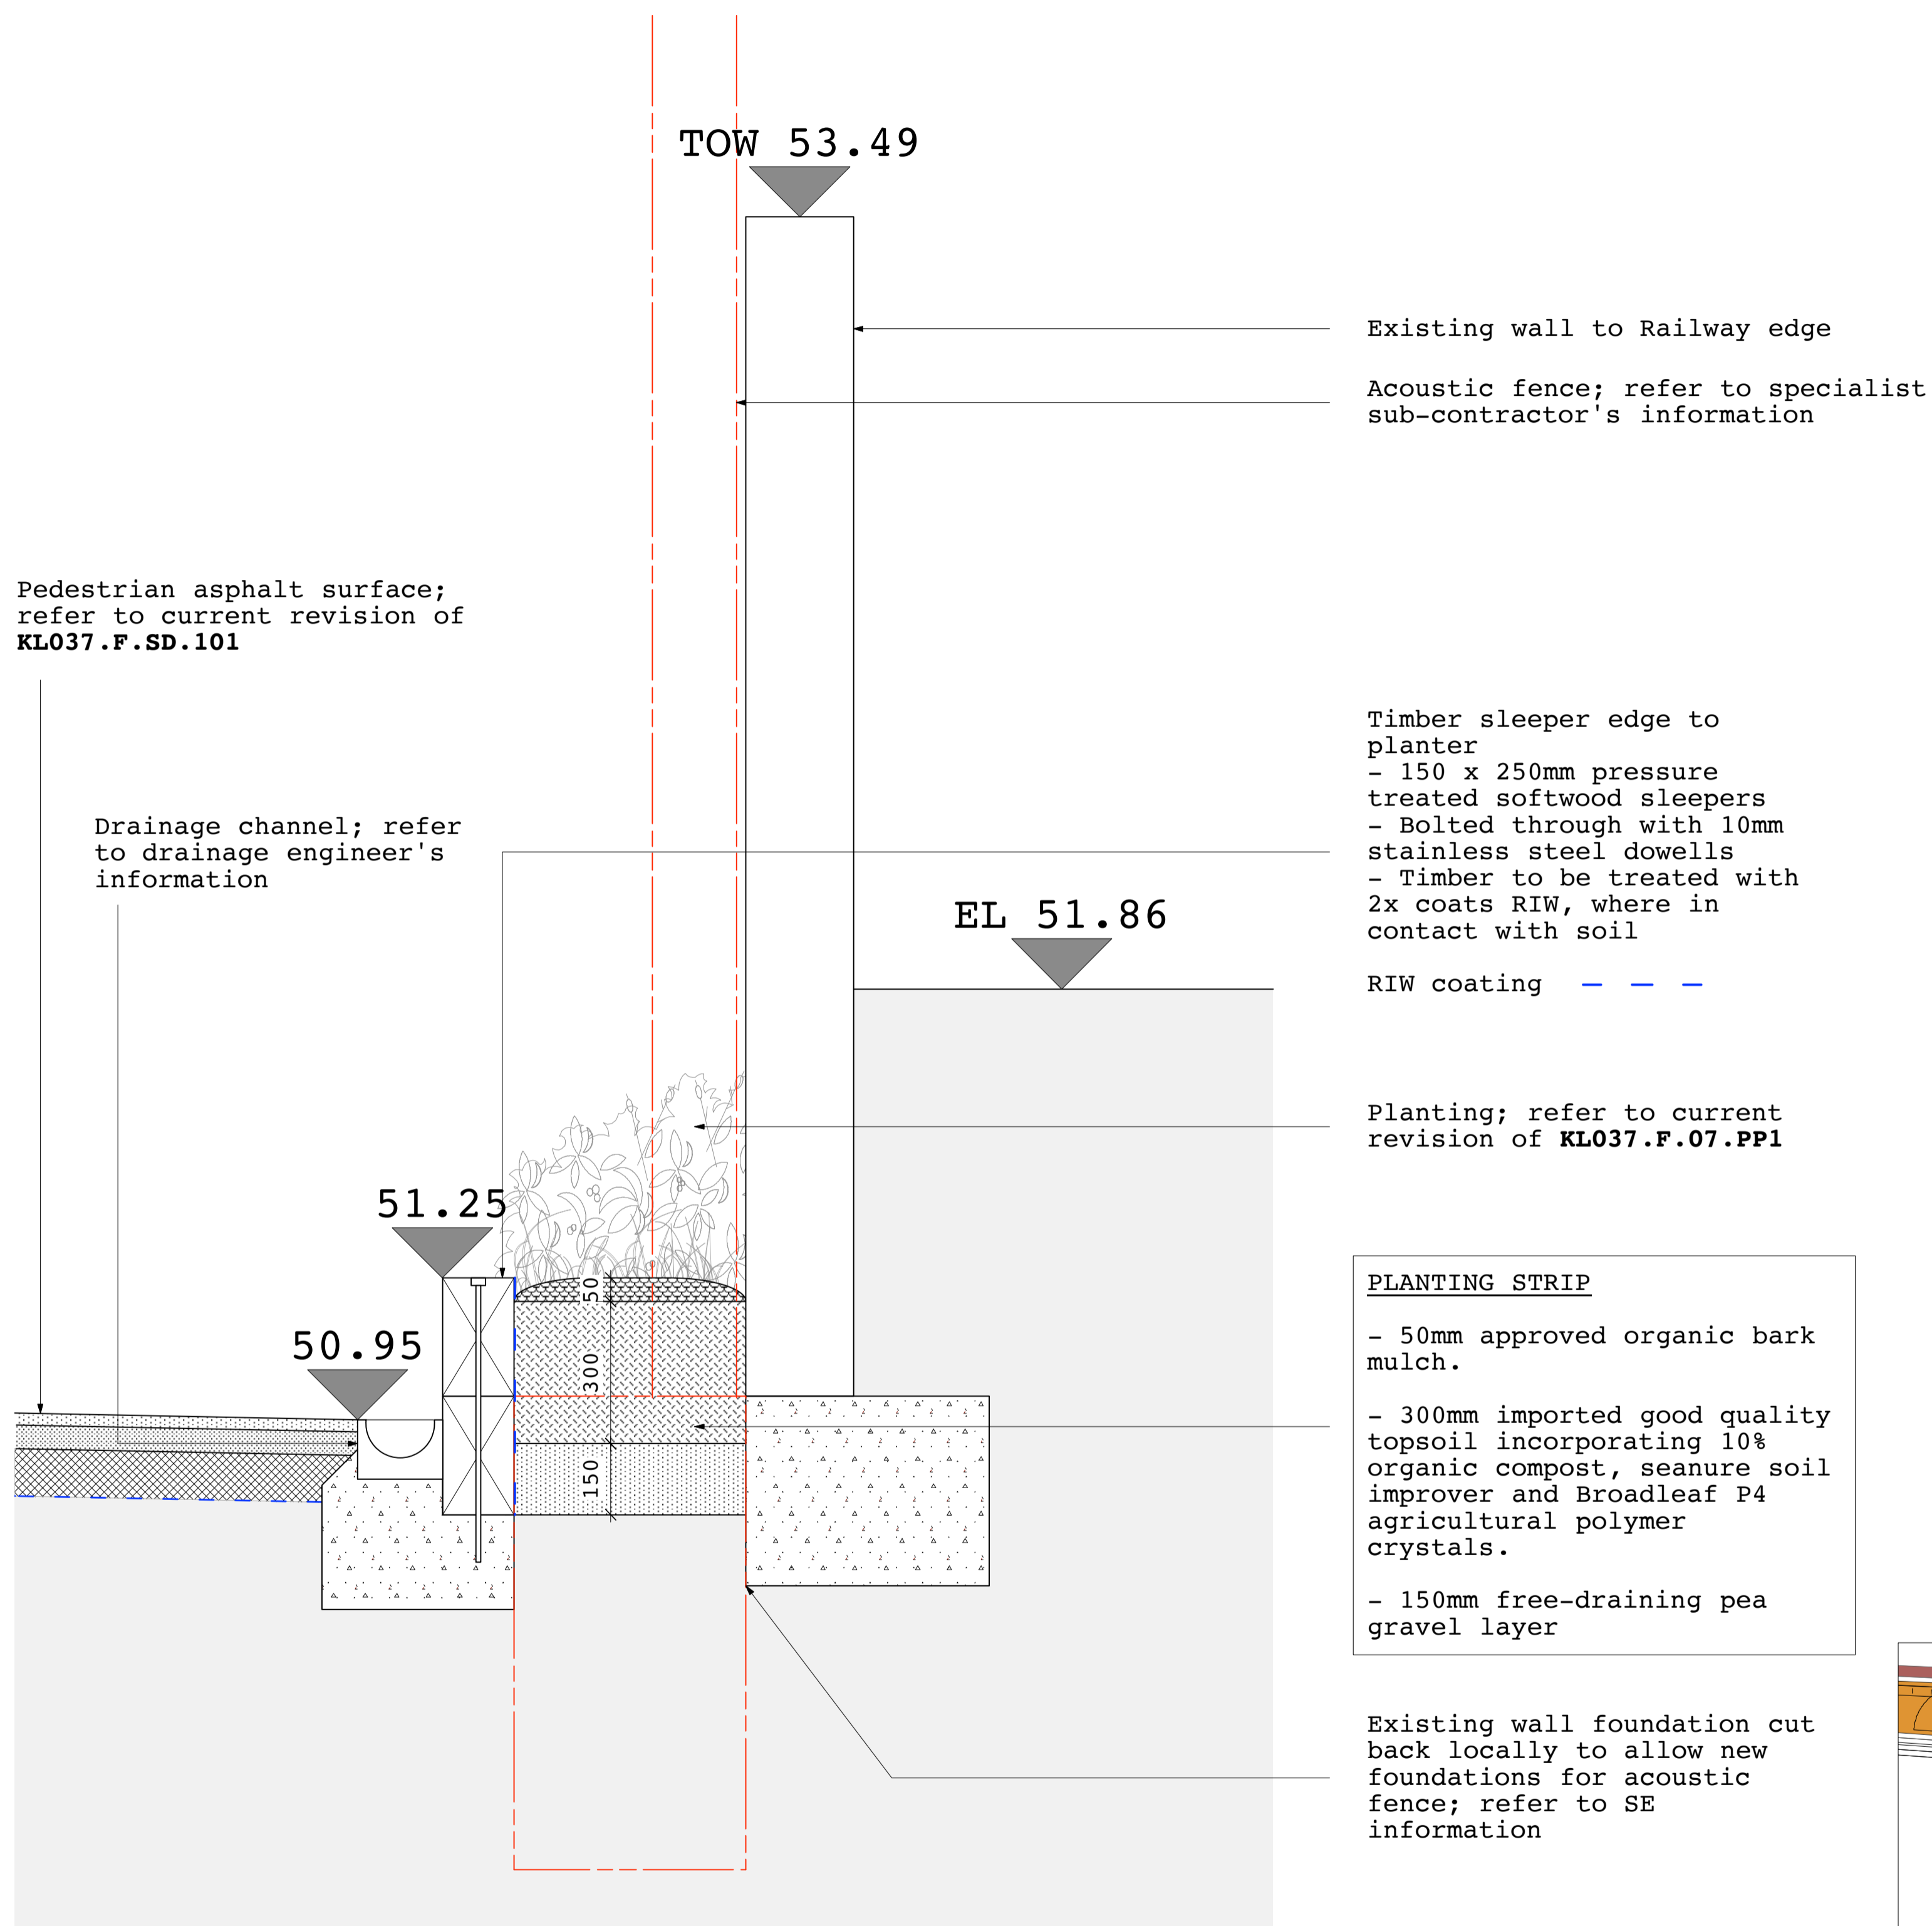 TOW 53.49
Existing wall to Railway edge
Acoustic fence; refer to specialist
sub-contractor's information
Pedestrian asphalt surface;
refer to current revision of
KL037.F.SD.101
Timber sleeper edge to
planter
- 150 x 250mm pressure
treated softwood sleepers
- Bolted through with 10mm
stainless steel dowells
- Timber to be treated with
2x coats RIW, where in
contact with soil
Drainage channel; refer
to drainage engineer's
information
EL 51.86
RIW coating
Planting; refer to current
revision of KL037.F.07.PP1
51.25
50.95
50
300
150
PLANTING STRIP
- 50mm approved organic bark
mulch.
- 300mm imported good quality
topsoil incorporating 10%
organic compost, seanure soil
improver and Broadleaf P4
agricultural polymer
crystals.
- 150mm free-draining pea
gravel layer
Existing wall foundation cut
back locally to allow new
foundations for acoustic
fence; refer to SE
information